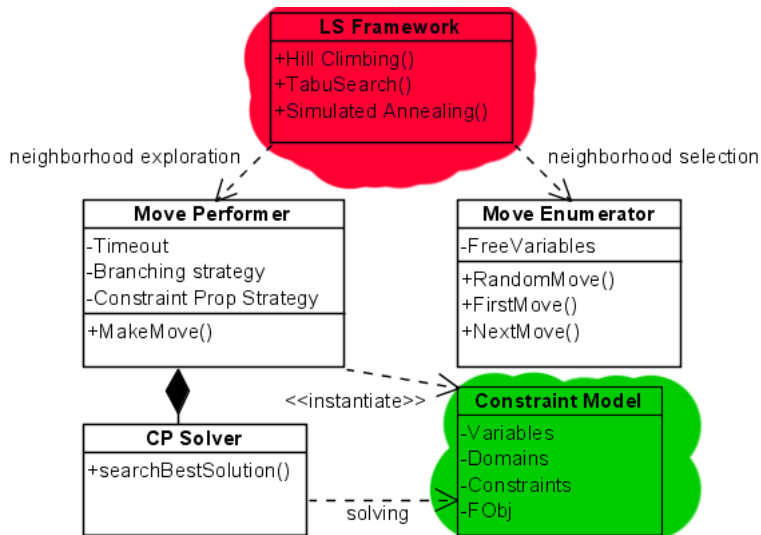 LS Framework
+Hill Climbing()
+TabuSearch()
+Simulated Annealing()
neighborhood exploration
neighborhood selection
Move Performer
-Timeout
-Branching strategy
-Constraint Prop Strategy
+MakeMove()
Move Enumerator
-FreeVariables
+RandomMove()
+FirstMove()
+NextMove()
<<instantiate>>
CP Solver
+searchBestSolution()
solving
Constraint Model
-Variables
-Domains
-Constraints
-FObj